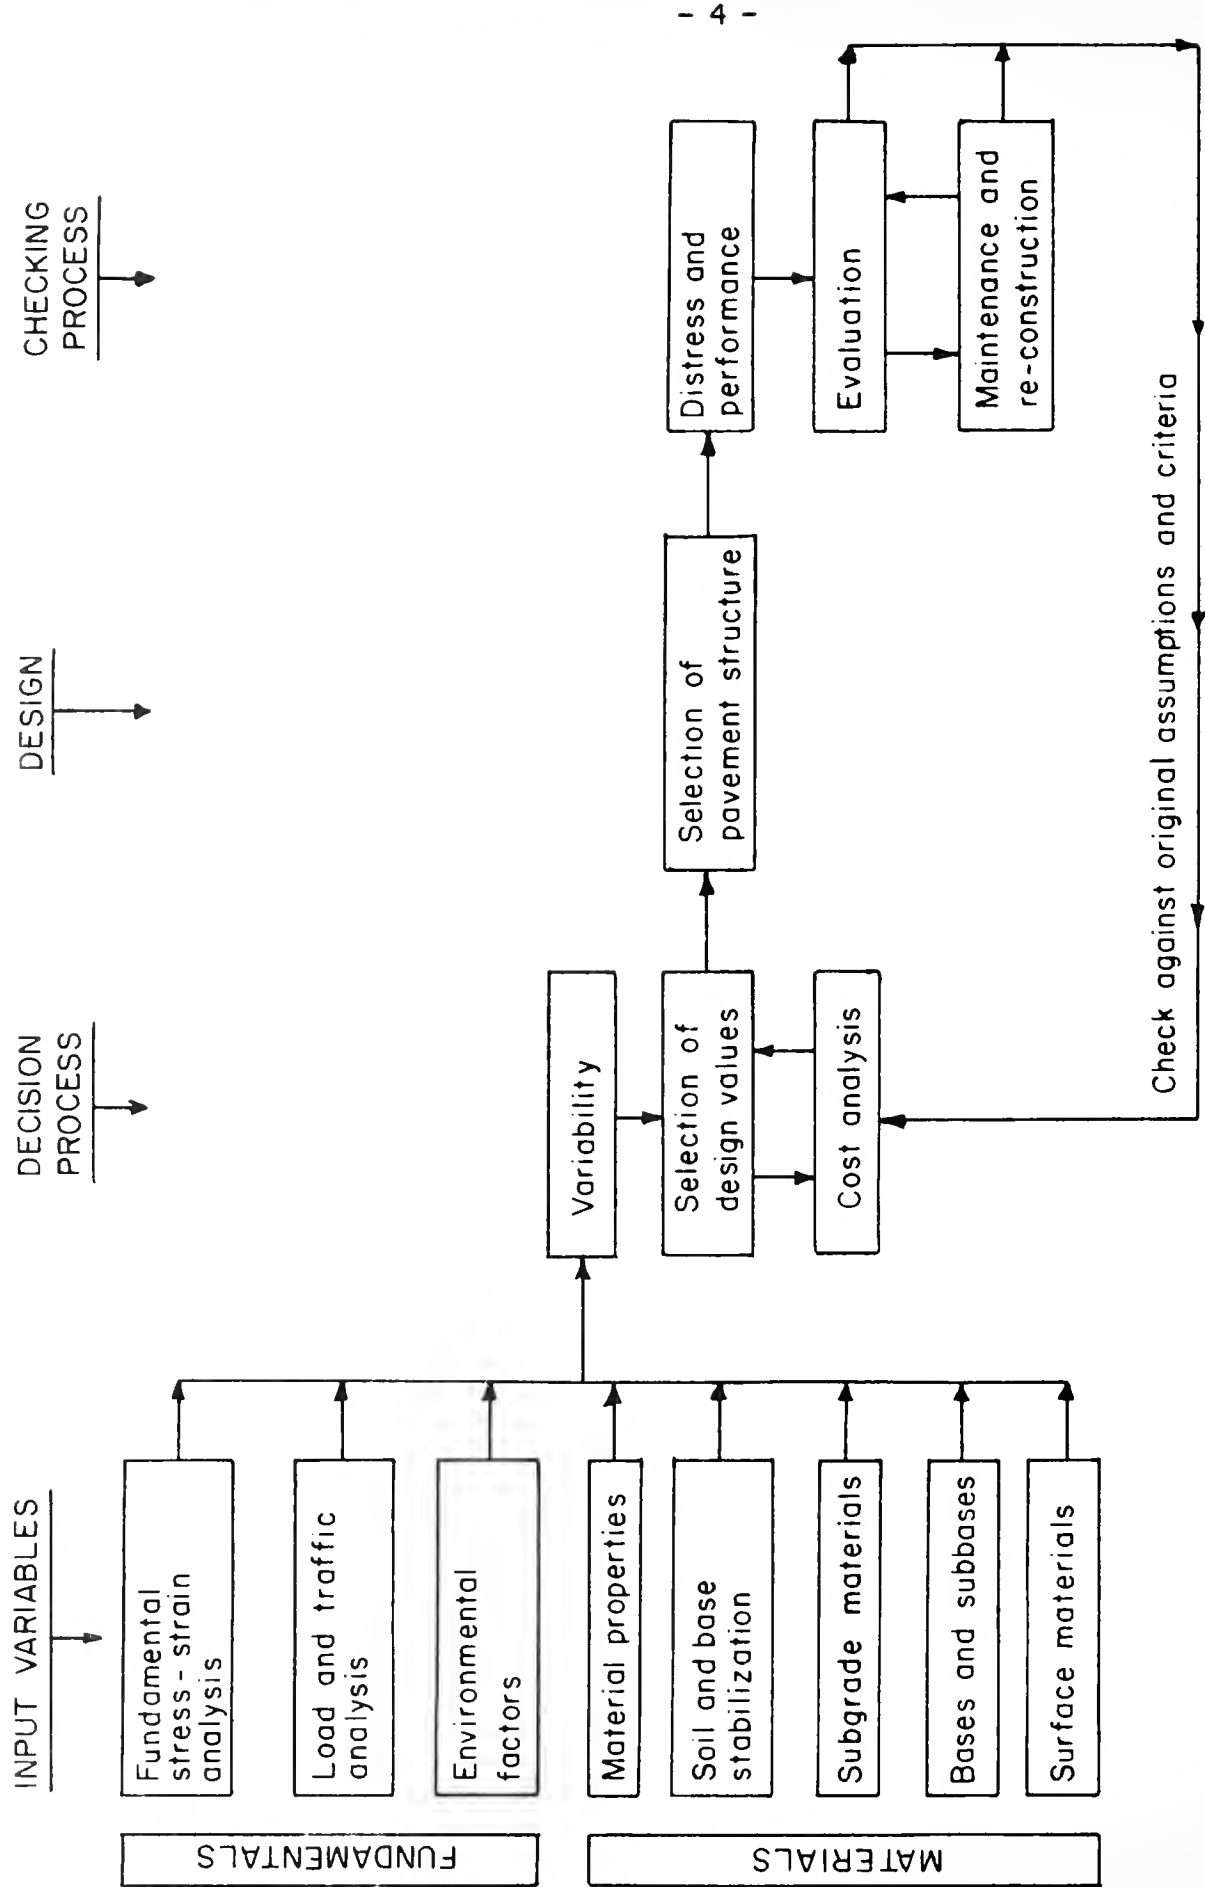 - 4 -
INPUT VARIABLES
DECISION
PROCESS
DESIGN
CHECKING
PROCESS
FUNDAMENTALS
Fundamental
stress-strain
analysis
Load and traffic
analysis
Environmental
factors
MATERIALS
Material properties
Soil and base
stabilization
Subgrade materials
Bases and subbases
Surface materials
Variability
Selection of
design values
Cost analysis
Selection of
pavement structure
Distress and
performance
Evaluation
Maintenance and
re-construction
Check against original assumptions and criteria